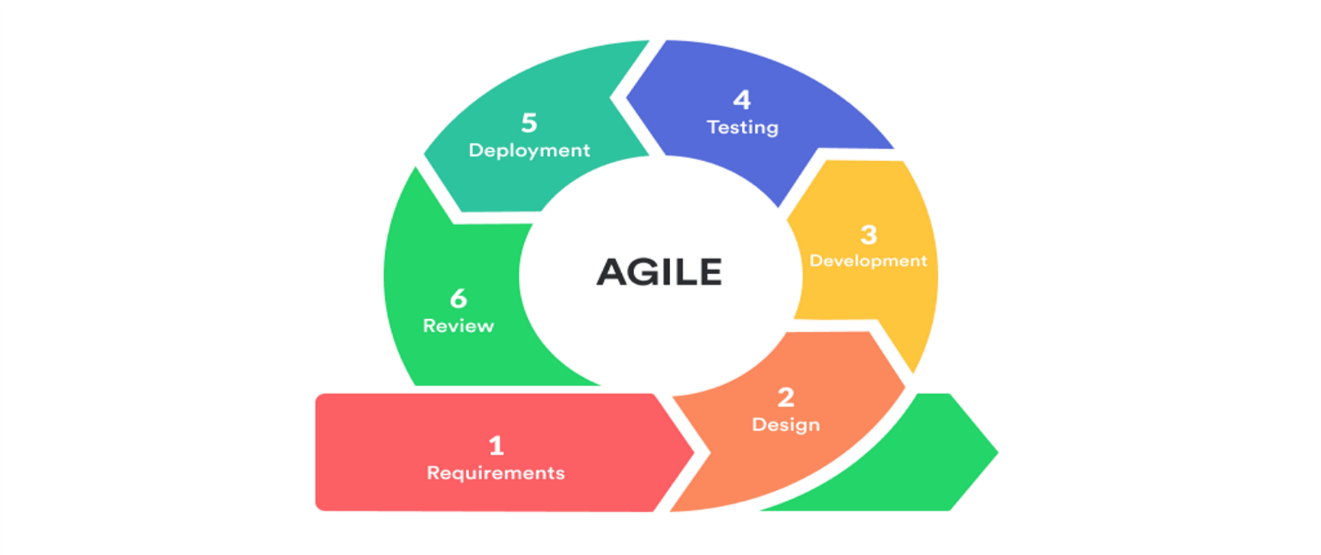 1
Requirements
2
Design
3
Development
4
Testing
5
Deployment
6
Review
AGILE